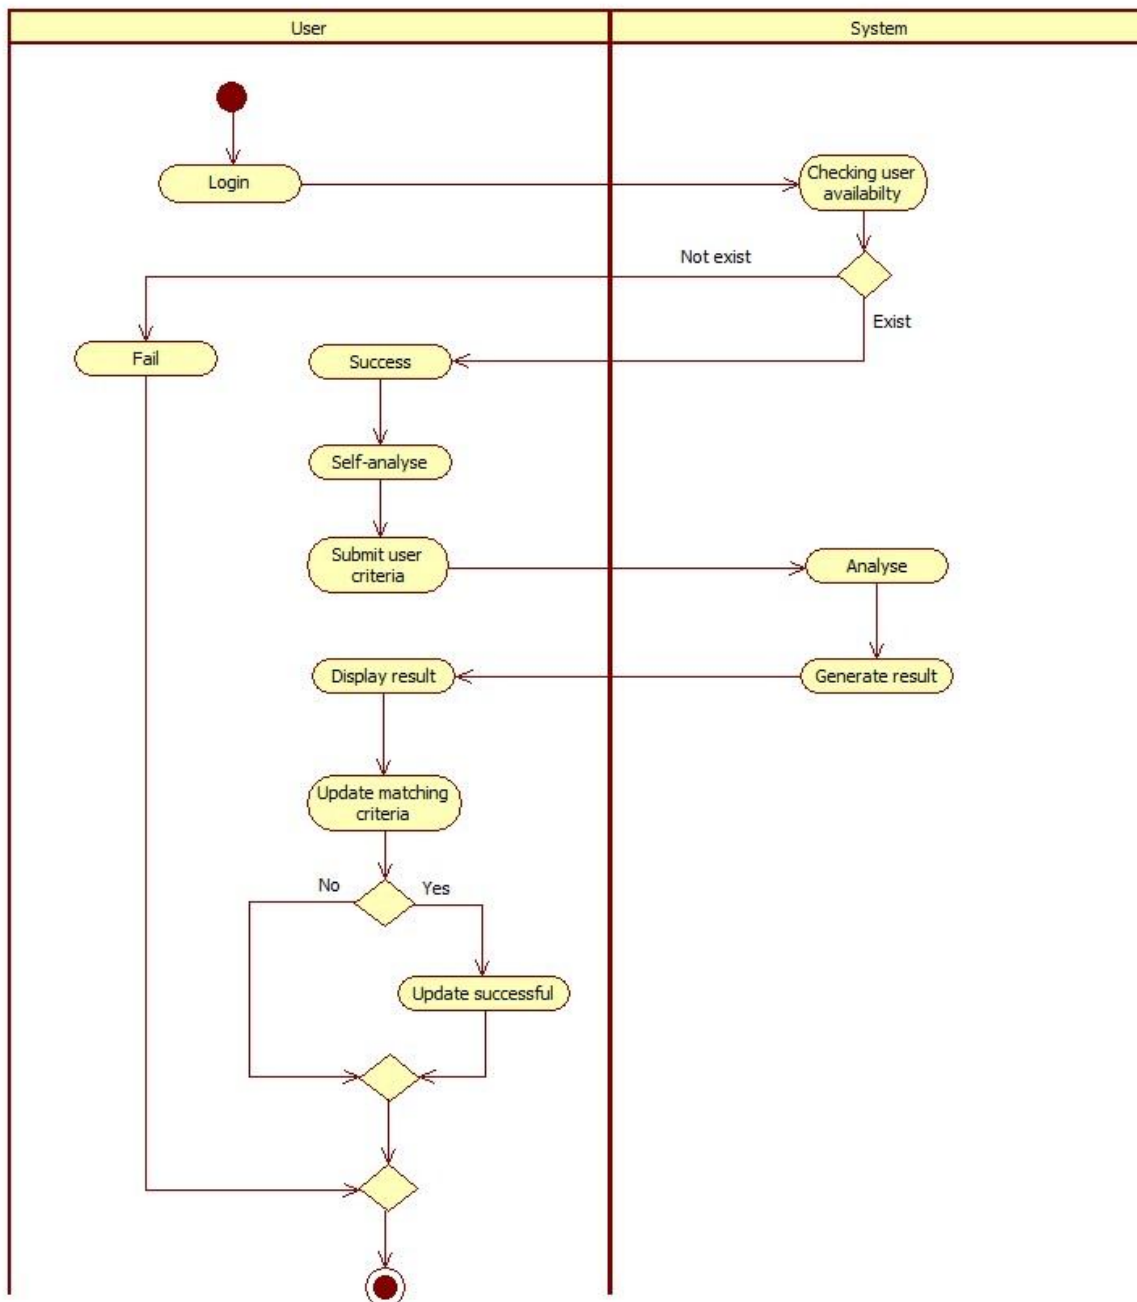 User
System
Login
Checking user
availabilty
Not exist
Exist
Fail
Success
Self-analyse
Submit user
criteria
Analyse
Display result
Generate result
Update matching
criteria
No
Yes
Update successful